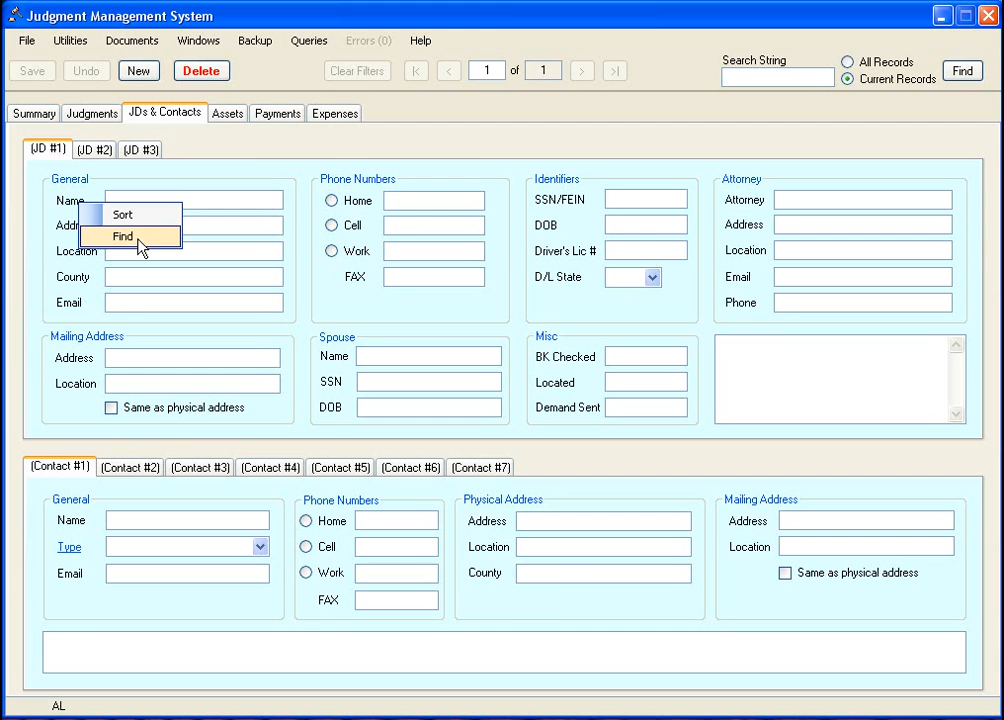 Judgment Management System
File Utilities Documents Windows Backup Queries Errors (0) Help
Save Undo New Delete Clear Filters |< < 1 of 1 > >| Search String All Records Current Records Find
Summary Judgments JDs & Contacts Assets Payments Expenses
(JD #1) (JD #2) (JD #3)
General
Name
Sort
Find
Location
County
Email
Phone Numbers
Home
Cell
Work
FAX
Identifiers
SSN/FEIN
DOB
Driver's Lic #
D/L State
Attorney
Attorney
Address
Location
Email
Phone
Mailing Address
Address
Location
Same as physical address
Spouse
Name
SSN
DOB
Misc
BK Checked
Located
Demand Sent
(Contact #1) (Contact #2) (Contact #3) (Contact #4) (Contact #5) (Contact #6) (Contact #7)
General
Name
Type
Email
Phone Numbers
Home
Cell
Work
FAX
Physical Address
Address
Location
County
Mailing Address
Address
Location
Same as physical address
AL